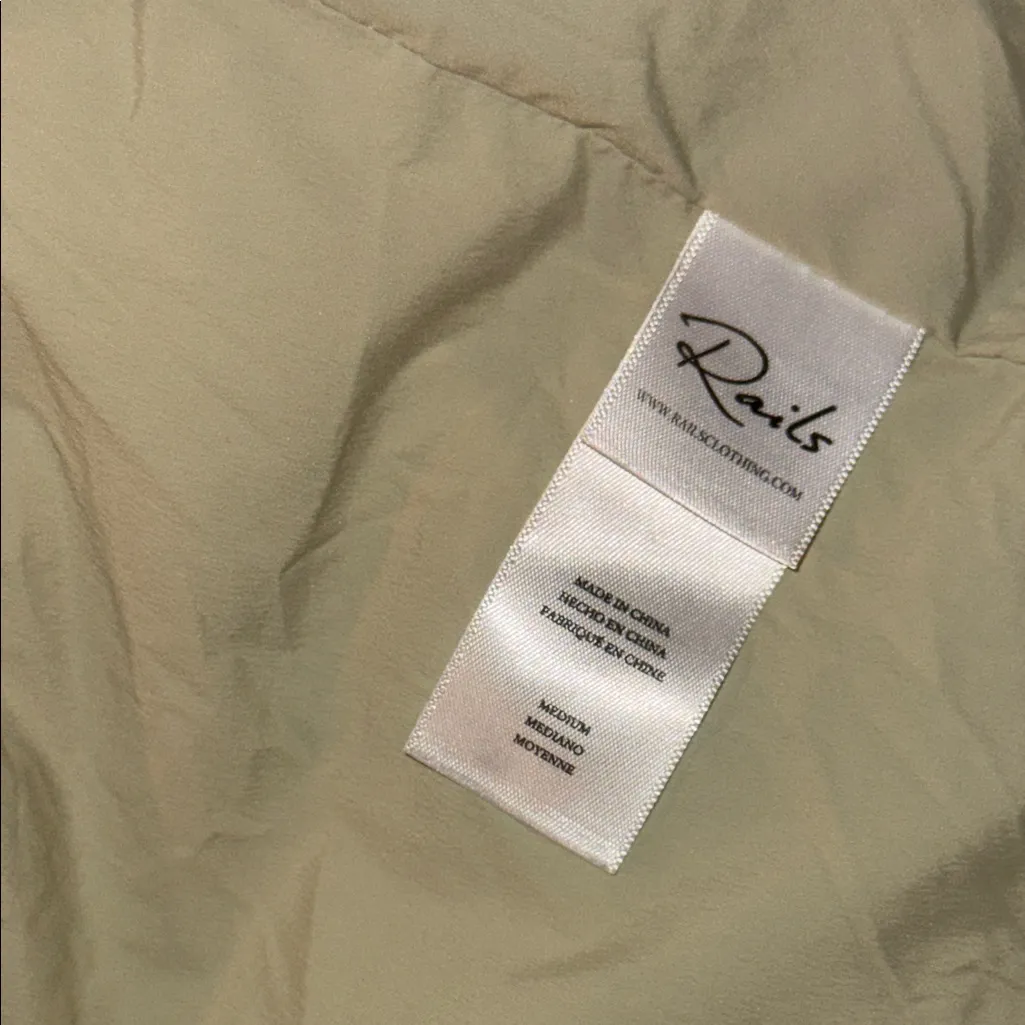 Rails
WWW.RAILSCLOTHING.COM
MADE IN CHINA
HECHO EN CHINA
FABRIQUÉ EN CHINE
MEDIUM
MEDIANO
MOYENNE